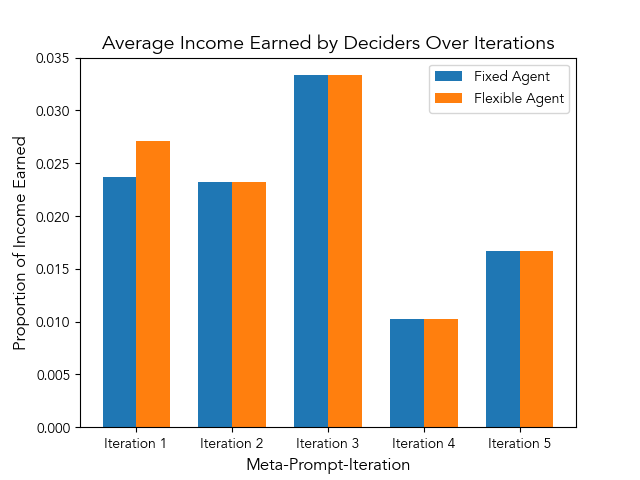 Average Income Earned by Deciders Over Iterations
Fixed Agent
Flexible Agent
Proportion of Income Earned
0.035
0.030
0.025
0.020
0.015
0.010
0.005
0.000
Iteration 1
Iteration 2
Iteration 3
Iteration 4
Iteration 5
Meta-Prompt-Iteration